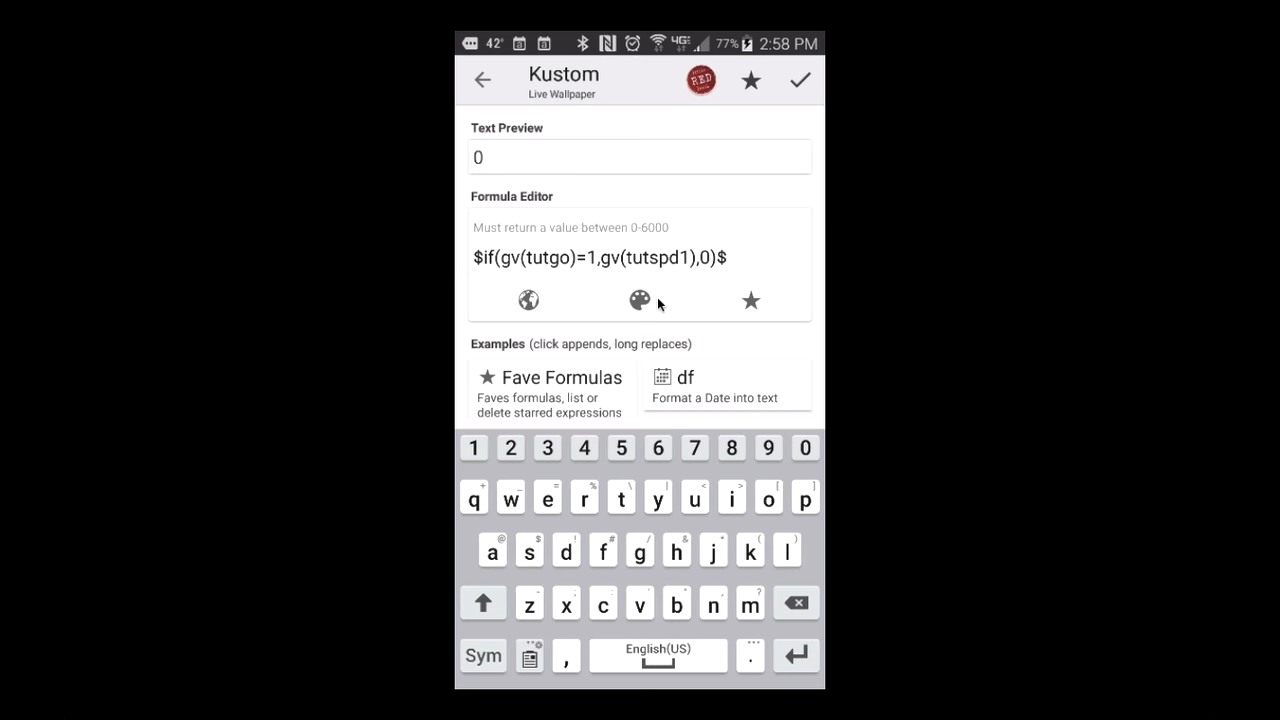 42° 4G 77% 2:58 PM
Kustom
Live Wallpaper
RED
Text Preview
0
Formula Editor
Must return a value between 0-6000
$if(gv(tutgo)=1,gv(tutspd1),0)$
Examples (click appends, long replaces)
Fave Formulas
Faves formulas, list or
delete starred expressions
df
Format a Date into text
1 2 3 4 5 6 7 8 9 0
+ _ = % \ | < > [ ]
q w e r t y u i o p
@ $ ! # / & * ( )
a s d f g h j k l
- ' : ; " , ?
z x c v b n m
Sym , English(US) .